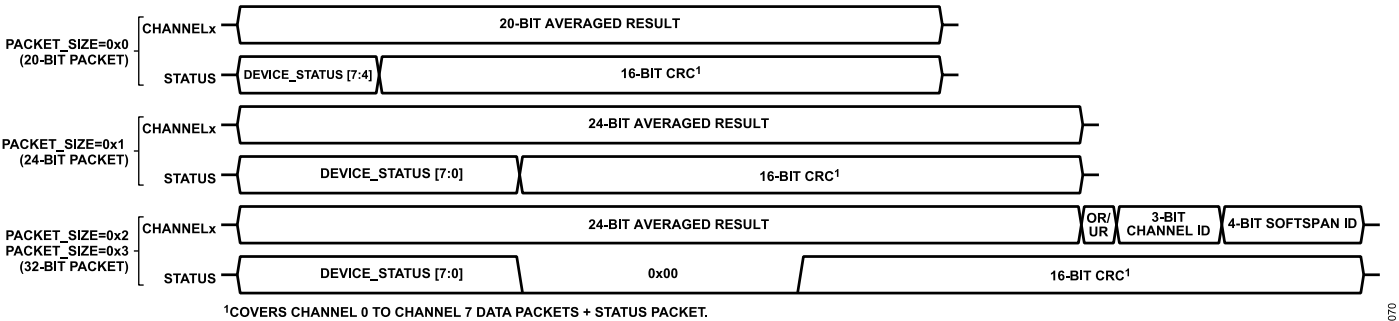 PACKET_SIZE=0x0
(20-BIT PACKET)
CHANNELx
20-BIT AVERAGED RESULT
STATUS
DEVICE_STATUS [7:4]
16-BIT CRC1
PACKET_SIZE=0x1
(24-BIT PACKET)
CHANNELx
24-BIT AVERAGED RESULT
STATUS
DEVICE_STATUS [7:0]
16-BIT CRC1
PACKET_SIZE=0x2
PACKET_SIZE=0x3
(32-BIT PACKET)
CHANNELx
24-BIT AVERAGED RESULT
OR/
UR
3-BIT
CHANNEL ID
4-BIT SOFTSPAN ID
STATUS
DEVICE_STATUS [7:0]
0x00
16-BIT CRC1
1COVERS CHANNEL 0 TO CHANNEL 7 DATA PACKETS + STATUS PACKET.
070